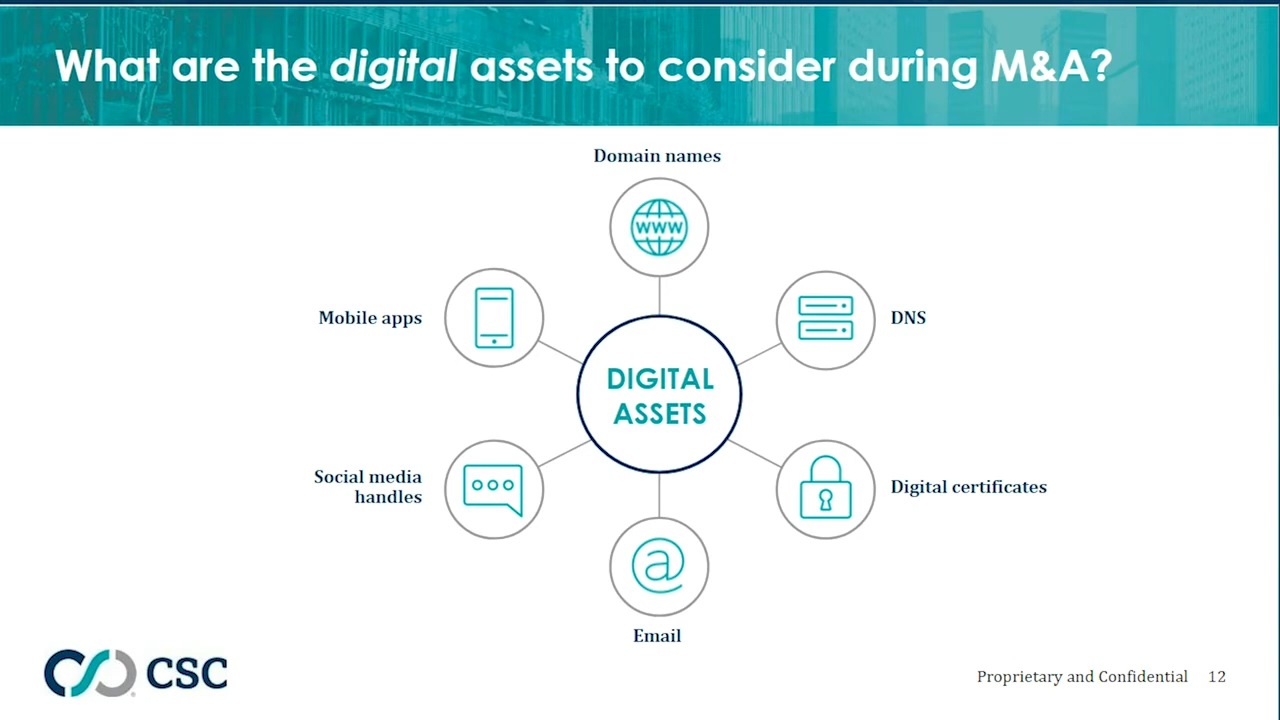 What are the digital assets to consider during M&A?
Domain names
WWW
Mobile apps
DNS
DIGITAL
ASSETS
Social media
handles
Digital certificates
@
Email
CSC
Proprietary and Confidential 12